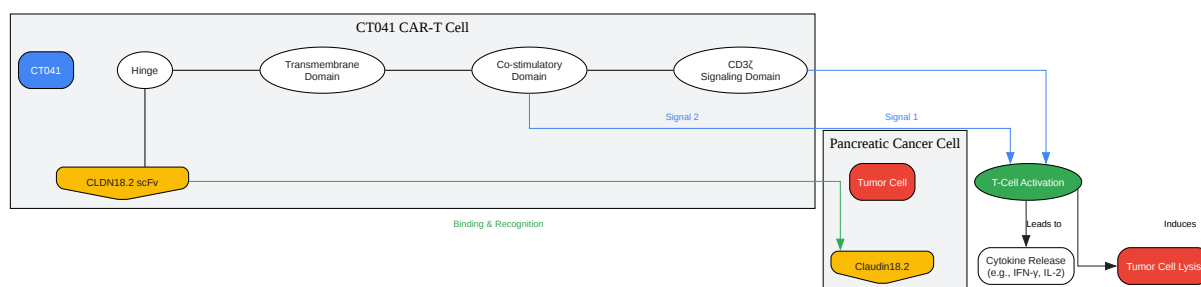 CT041 CAR-T Cell
CT041
Hinge
Transmembrane
Domain
Co-stimulatory
Domain
CD3ζ
Signaling Domain
Signal 2
Signal 1
Pancreatic Cancer Cell
CLDN18.2 scFv
Tumor Cell
T-Cell Activation
Binding & Recognition
Leads to
Induces
Claudin18.2
Cytokine Release
(e.g., IFN-γ, IL-2)
Tumor Cell Lysis